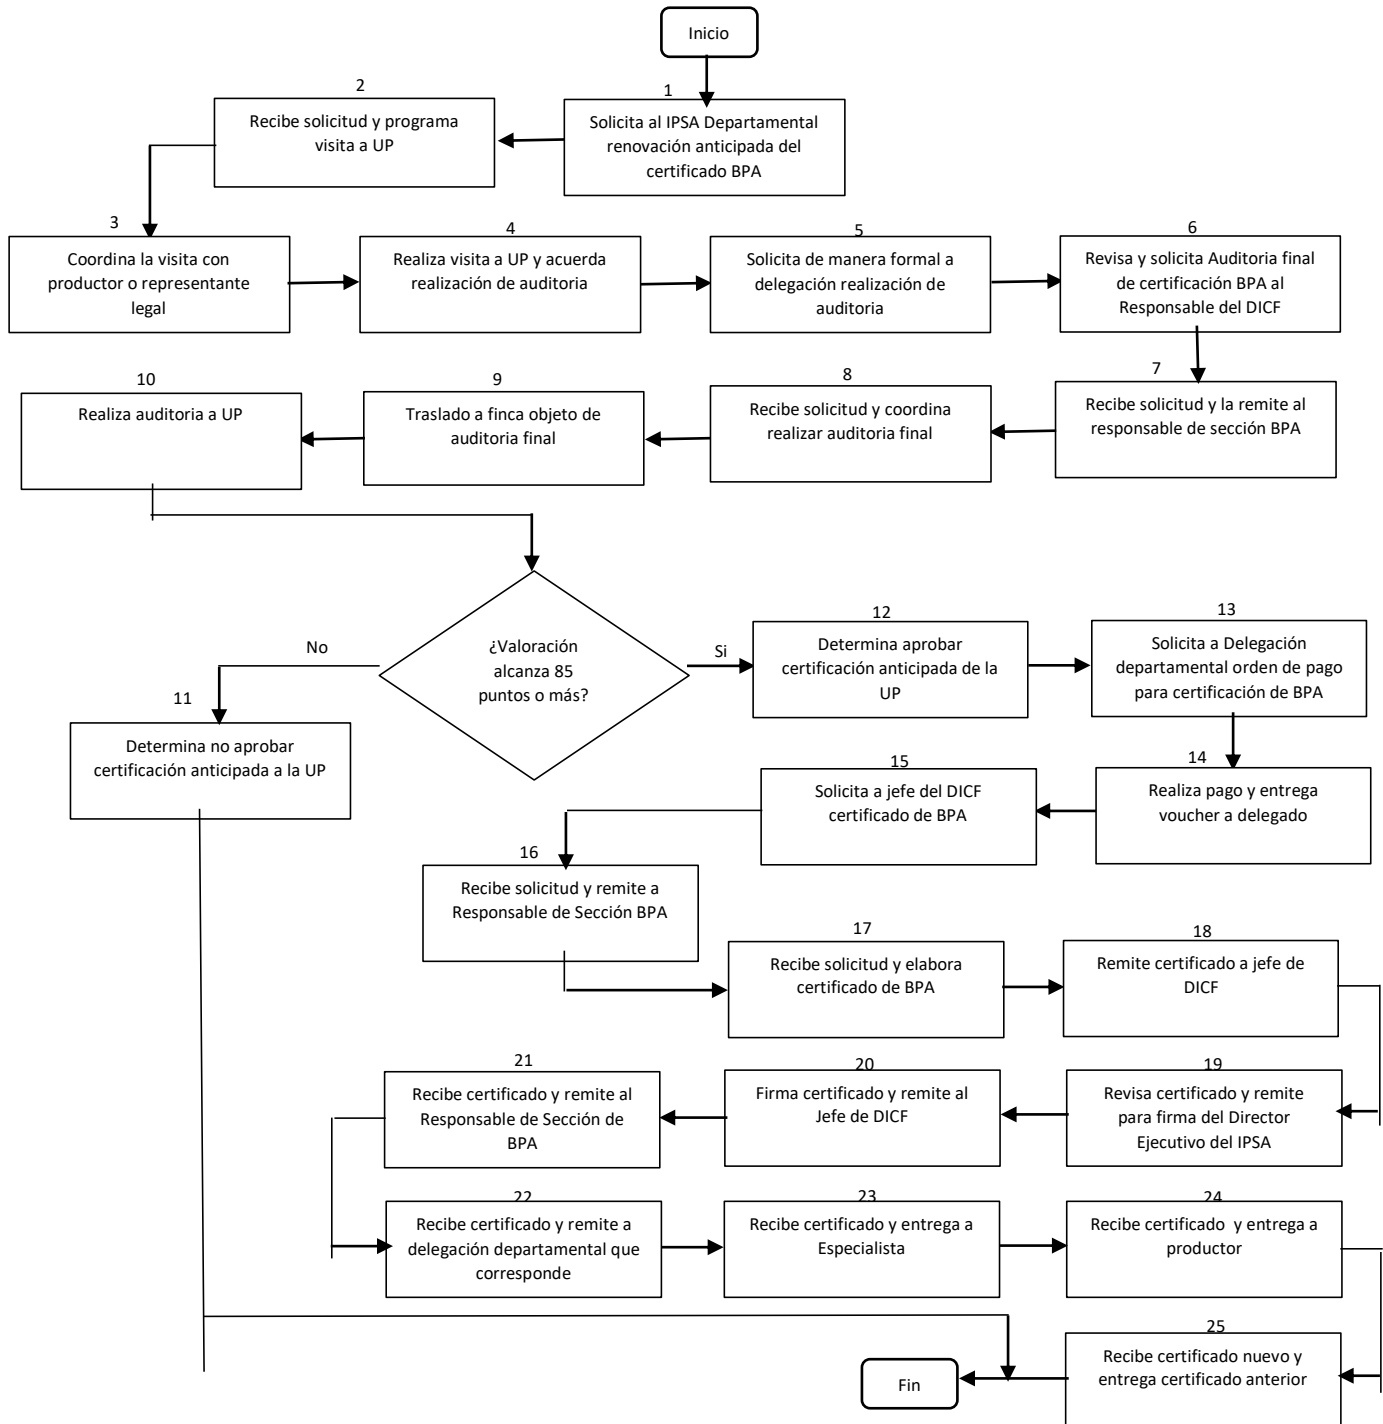 Inicio
1
Solicita al IPSA Departamental
renovación anticipada del
certificado BPA
2
Recibe solicitud y programa
visita a UP
3
Coordina la visita con
productor o representante
legal
4
Realiza visita a UP y acuerda
realización de auditoria
5
Solicita de manera formal a
delegación realización de
auditoria
6
Revisa y solicita Auditoria final
de certificación BPA al
Responsable del DICF
7
Recibe solicitud y la remite al
responsable de sección BPA
8
Recibe solicitud y coordina
realizar auditoria final
9
Traslado a finca objeto de
auditoria final
10
Realiza auditoria a UP
¿Valoración
alcanza 85
puntos o más?
No
11
Determina no aprobar
certificación anticipada a la UP
Si
12
Determina aprobar
certificación anticipada de la
UP
13
Solicita a Delegación
departamental orden de pago
para certificación de BPA
14
Realiza pago y entrega
voucher a delegado
15
Solicita a jefe del DICF
certificado de BPA
16
Recibe solicitud y remite a
Responsable de Sección BPA
17
Recibe solicitud y elabora
certificado de BPA
18
Remite certificado a jefe de
DICF
19
Revisa certificado y remite
para firma del Director
Ejecutivo del IPSA
20
Firma certificado y remite al
Jefe de DICF
21
Recibe certificado y remite al
Responsable de Sección de
BPA
22
Recibe certificado y remite a
delegación departamental que
corresponde
23
Recibe certificado y entrega a
Especialista
24
Recibe certificado y entrega a
productor
25
Recibe certificado nuevo y
entrega certificado anterior
Fin